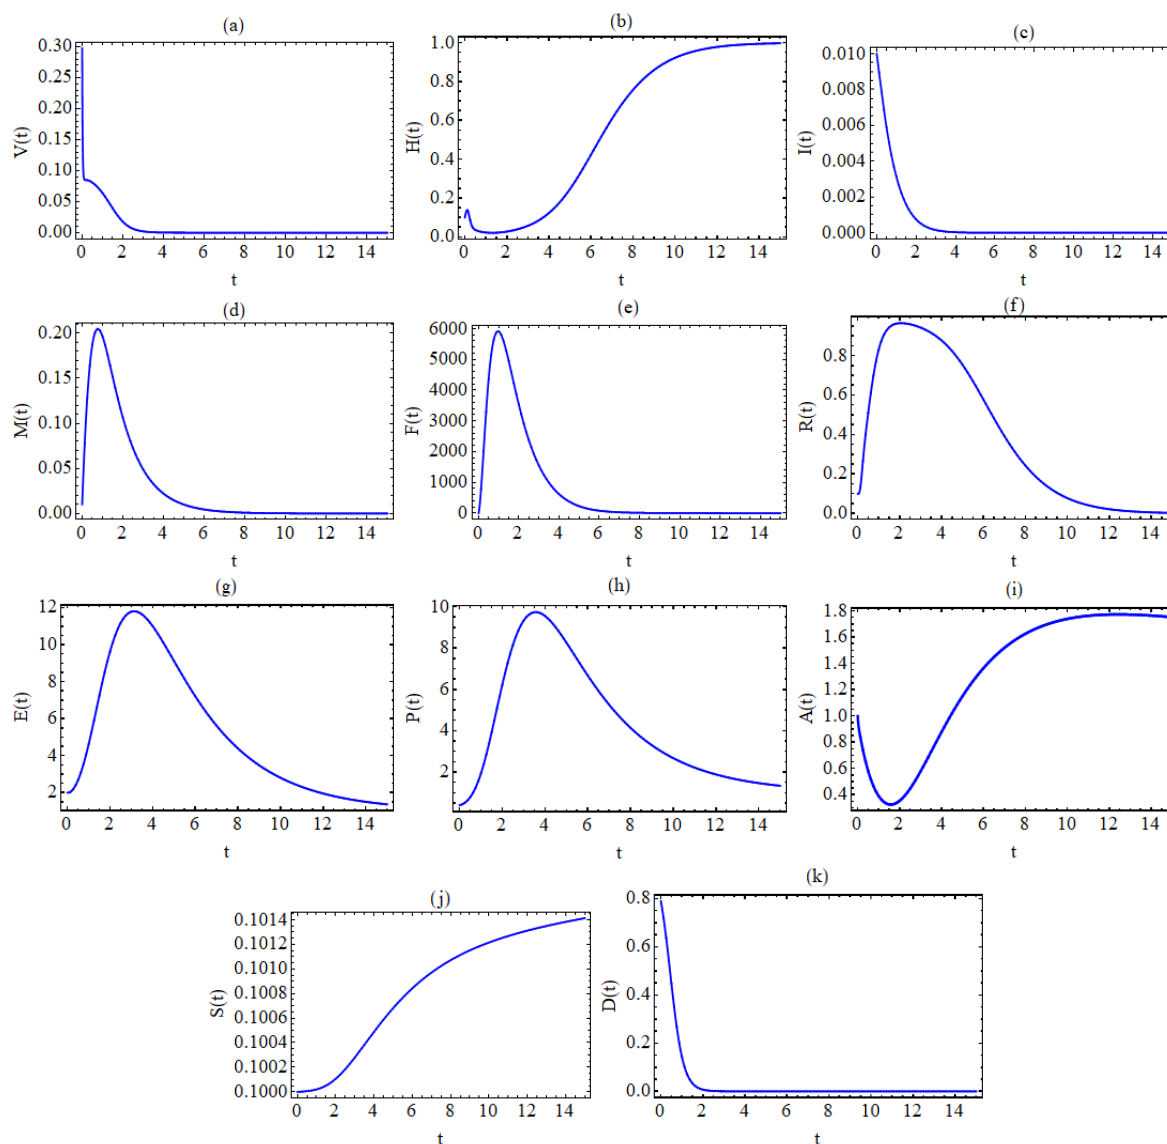 (a)
V(t)
0.30
0.25
0.20
0.15
0.10
0.05
0.00
0 2 4 6 8 10 12 14
t
(b)
H(t)
1.0
0.8
0.6
0.4
0.2
0.0
0 2 4 6 8 10 12 14
t
(c)
I(t)
0.010
0.008
0.006
0.004
0.002
0.000
0 2 4 6 8 10 12 14
t
(d)
M(t)
0.20
0.15
0.10
0.05
0.00
0 2 4 6 8 10 12 14
t
(e)
F(t)
6000
5000
4000
3000
2000
1000
0
0 2 4 6 8 10 12 14
t
(f)
R(t)
0.8
0.6
0.4
0.2
0.0
0 2 4 6 8 10 12 14
t
(g)
E(t)
12
10
8
6
4
2
0 2 4 6 8 10 12 14
t
(h)
P(t)
10
8
6
4
2
0 2 4 6 8 10 12 14
t
(i)
A(t)
1.8
1.6
1.4
1.2
1.0
0.8
0.6
0.4
0 2 4 6 8 10 12 14
t
(j)
S(t)
0.1014
0.1012
0.1010
0.1008
0.1006
0.1004
0.1002
0.1000
0 2 4 6 8 10 12 14
t
(k)
D(t)
0.8
0.6
0.4
0.2
0.0
0 2 4 6 8 10 12 14
t